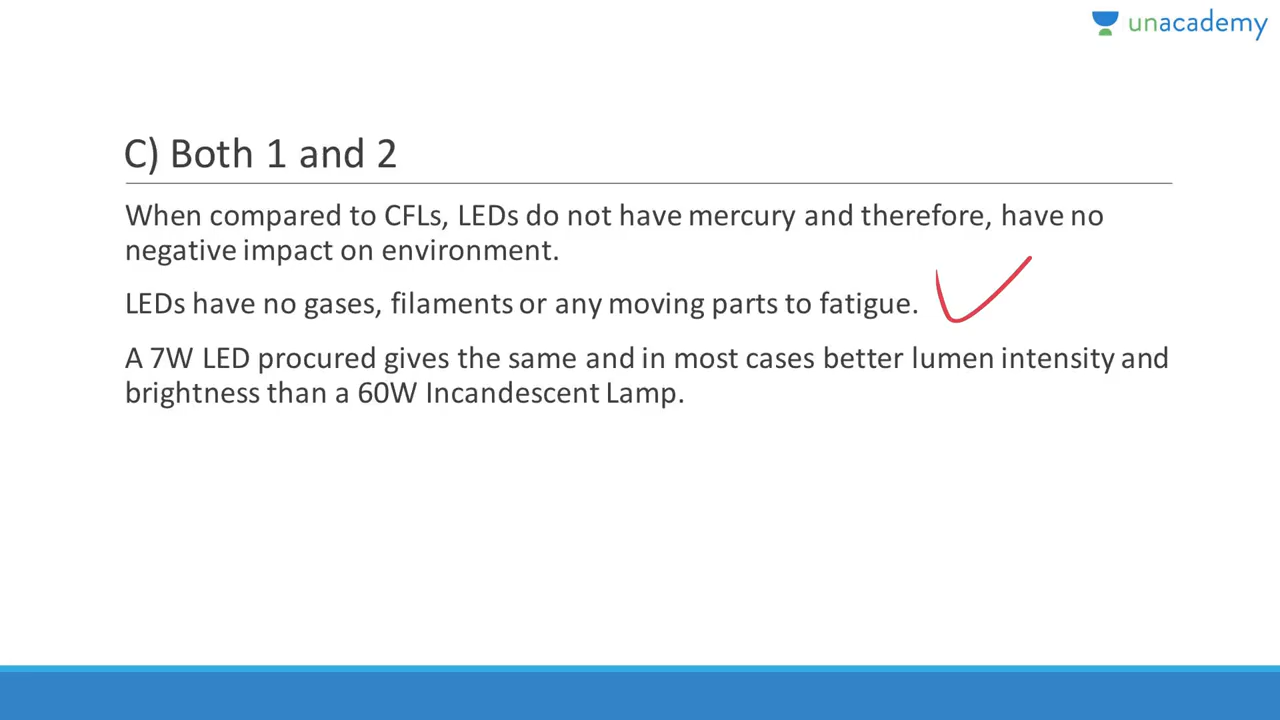 unacademy
C) Both 1 and 2
When compared to CFLs, LEDs do not have mercury and therefore, have no
negative impact on environment.
LEDs have no gases, filaments or any moving parts to fatigue.
A 7W LED procured gives the same and in most cases better lumen intensity and
brightness than a 60W Incandescent Lamp.